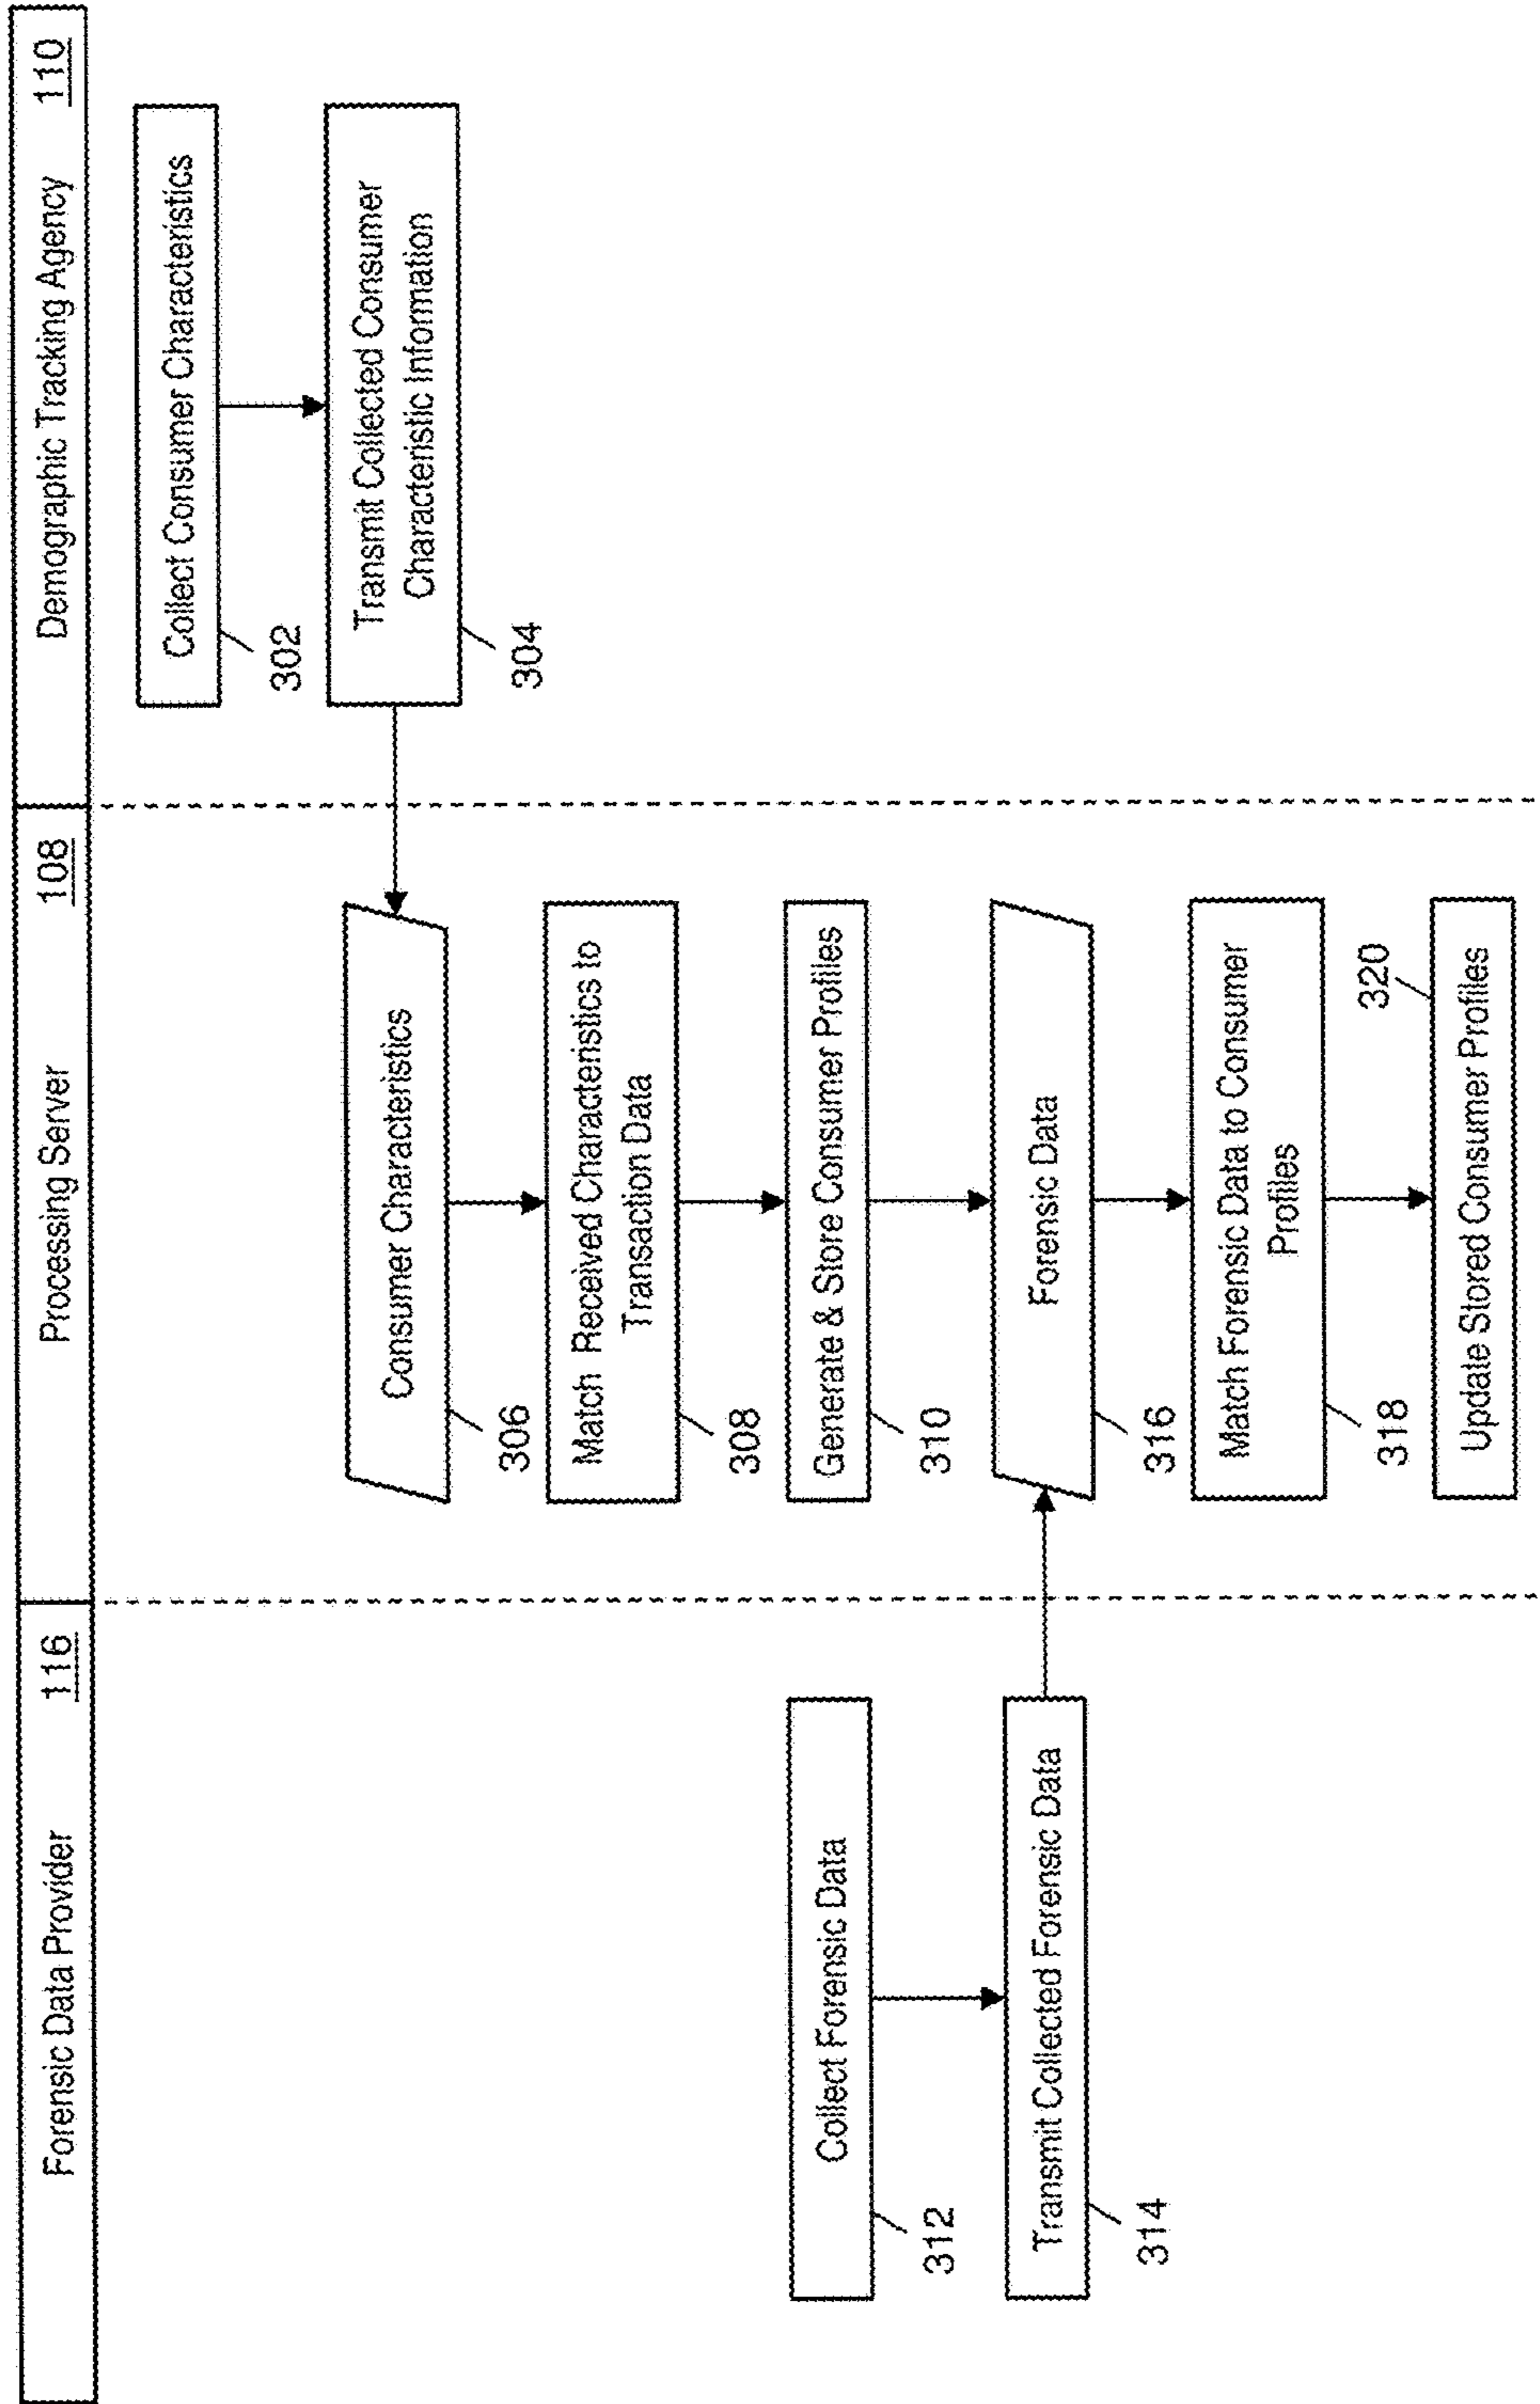 Forensic Data Provider 116
Processing Server 108
Demographic Tracking Agency 110
Collect Consumer Characteristics
302
Transmit Collected Consumer
Characteristic Information
304
Consumer Characteristics
306
Match Received Characteristics to
Transaction Data
308
Generate & Store Consumer Profiles
310
Collect Forensic Data
312
Transmit Collected Forensic Data
314
Forensic Data
316
Match Forensic Data to Consumer
Profiles
318
320
Update Stored Consumer Profiles